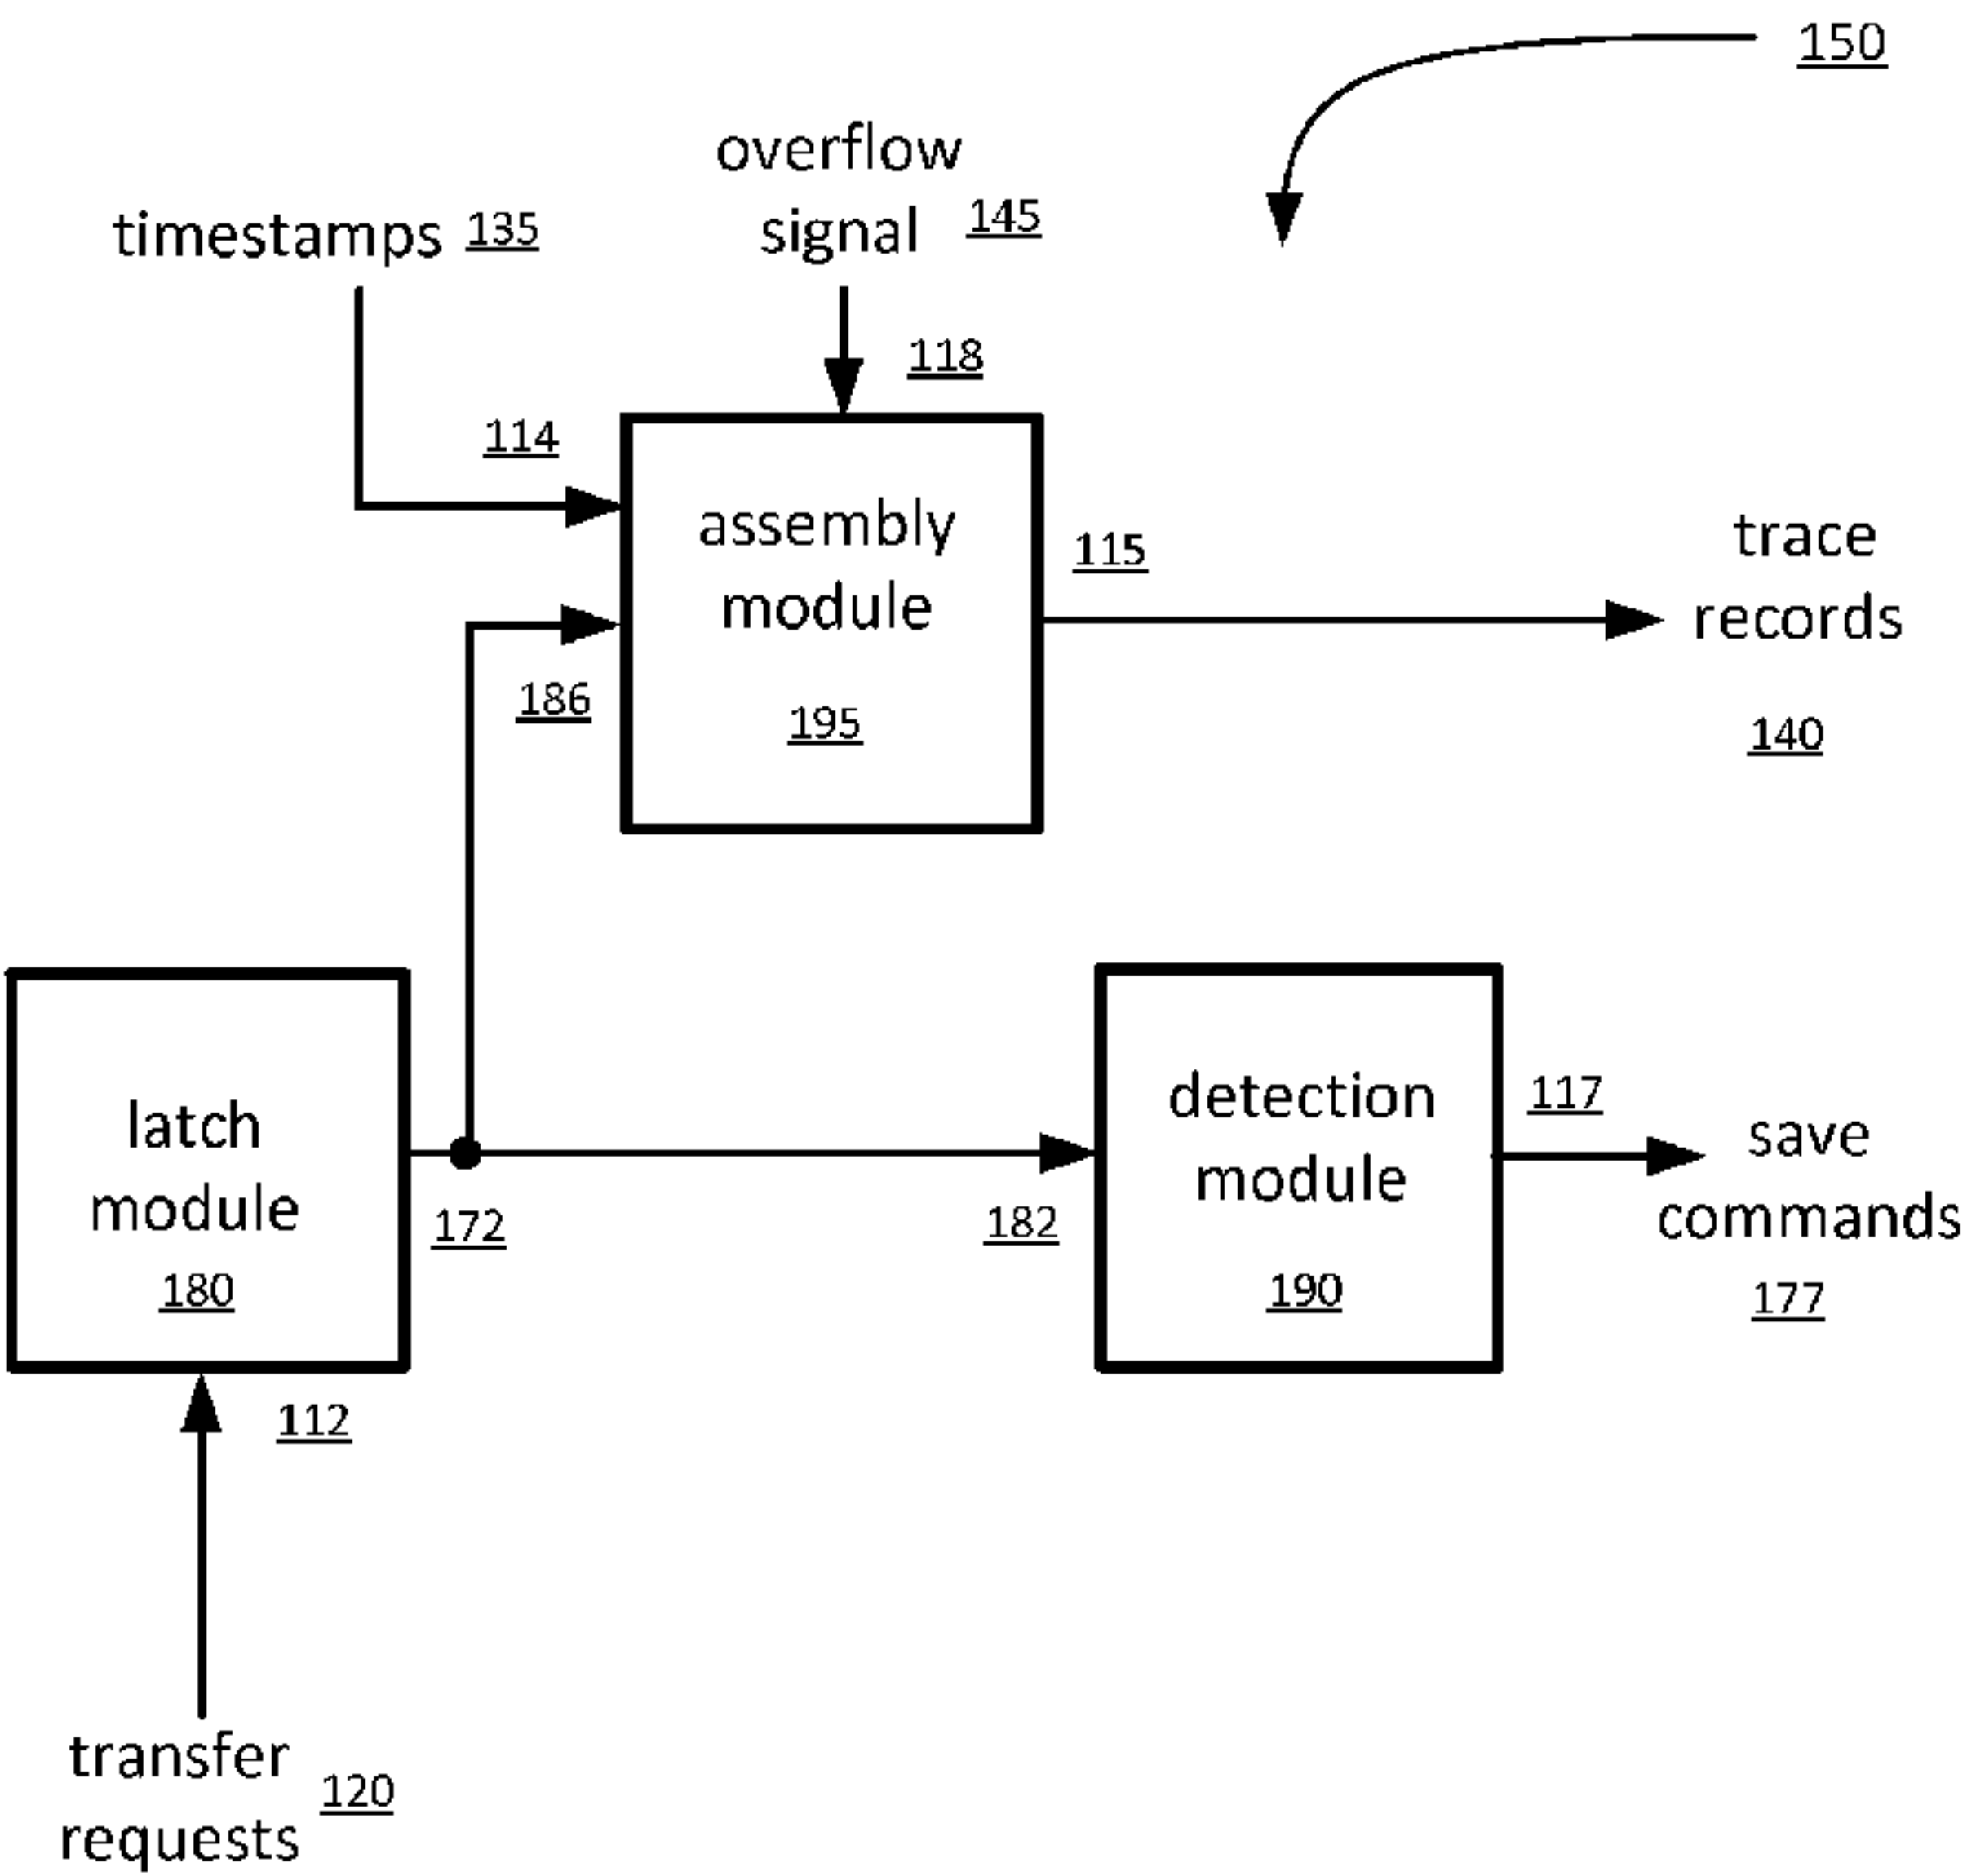 150
overflow
signal 145
timestamps 135
118
114
assembly
module
195
115
trace
records
140
186
latch
module
180
172
detection
module
190
182
117
save
commands
177
112
transfer
requests 120